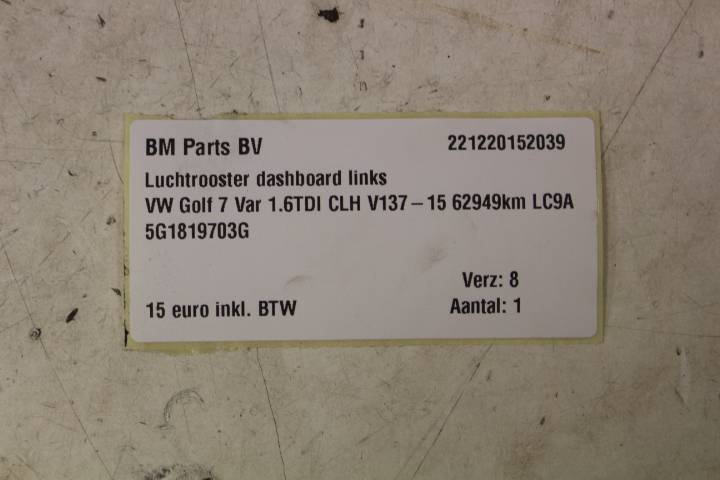 BM Parts BV 221220152039
Luchtrooster dashboard links
VW Golf 7 Var 1.6TDI CLH V137–15 62949km LC9A
5G1819703G
Verz: 8
15 euro inkl. BTW Aantal: 1